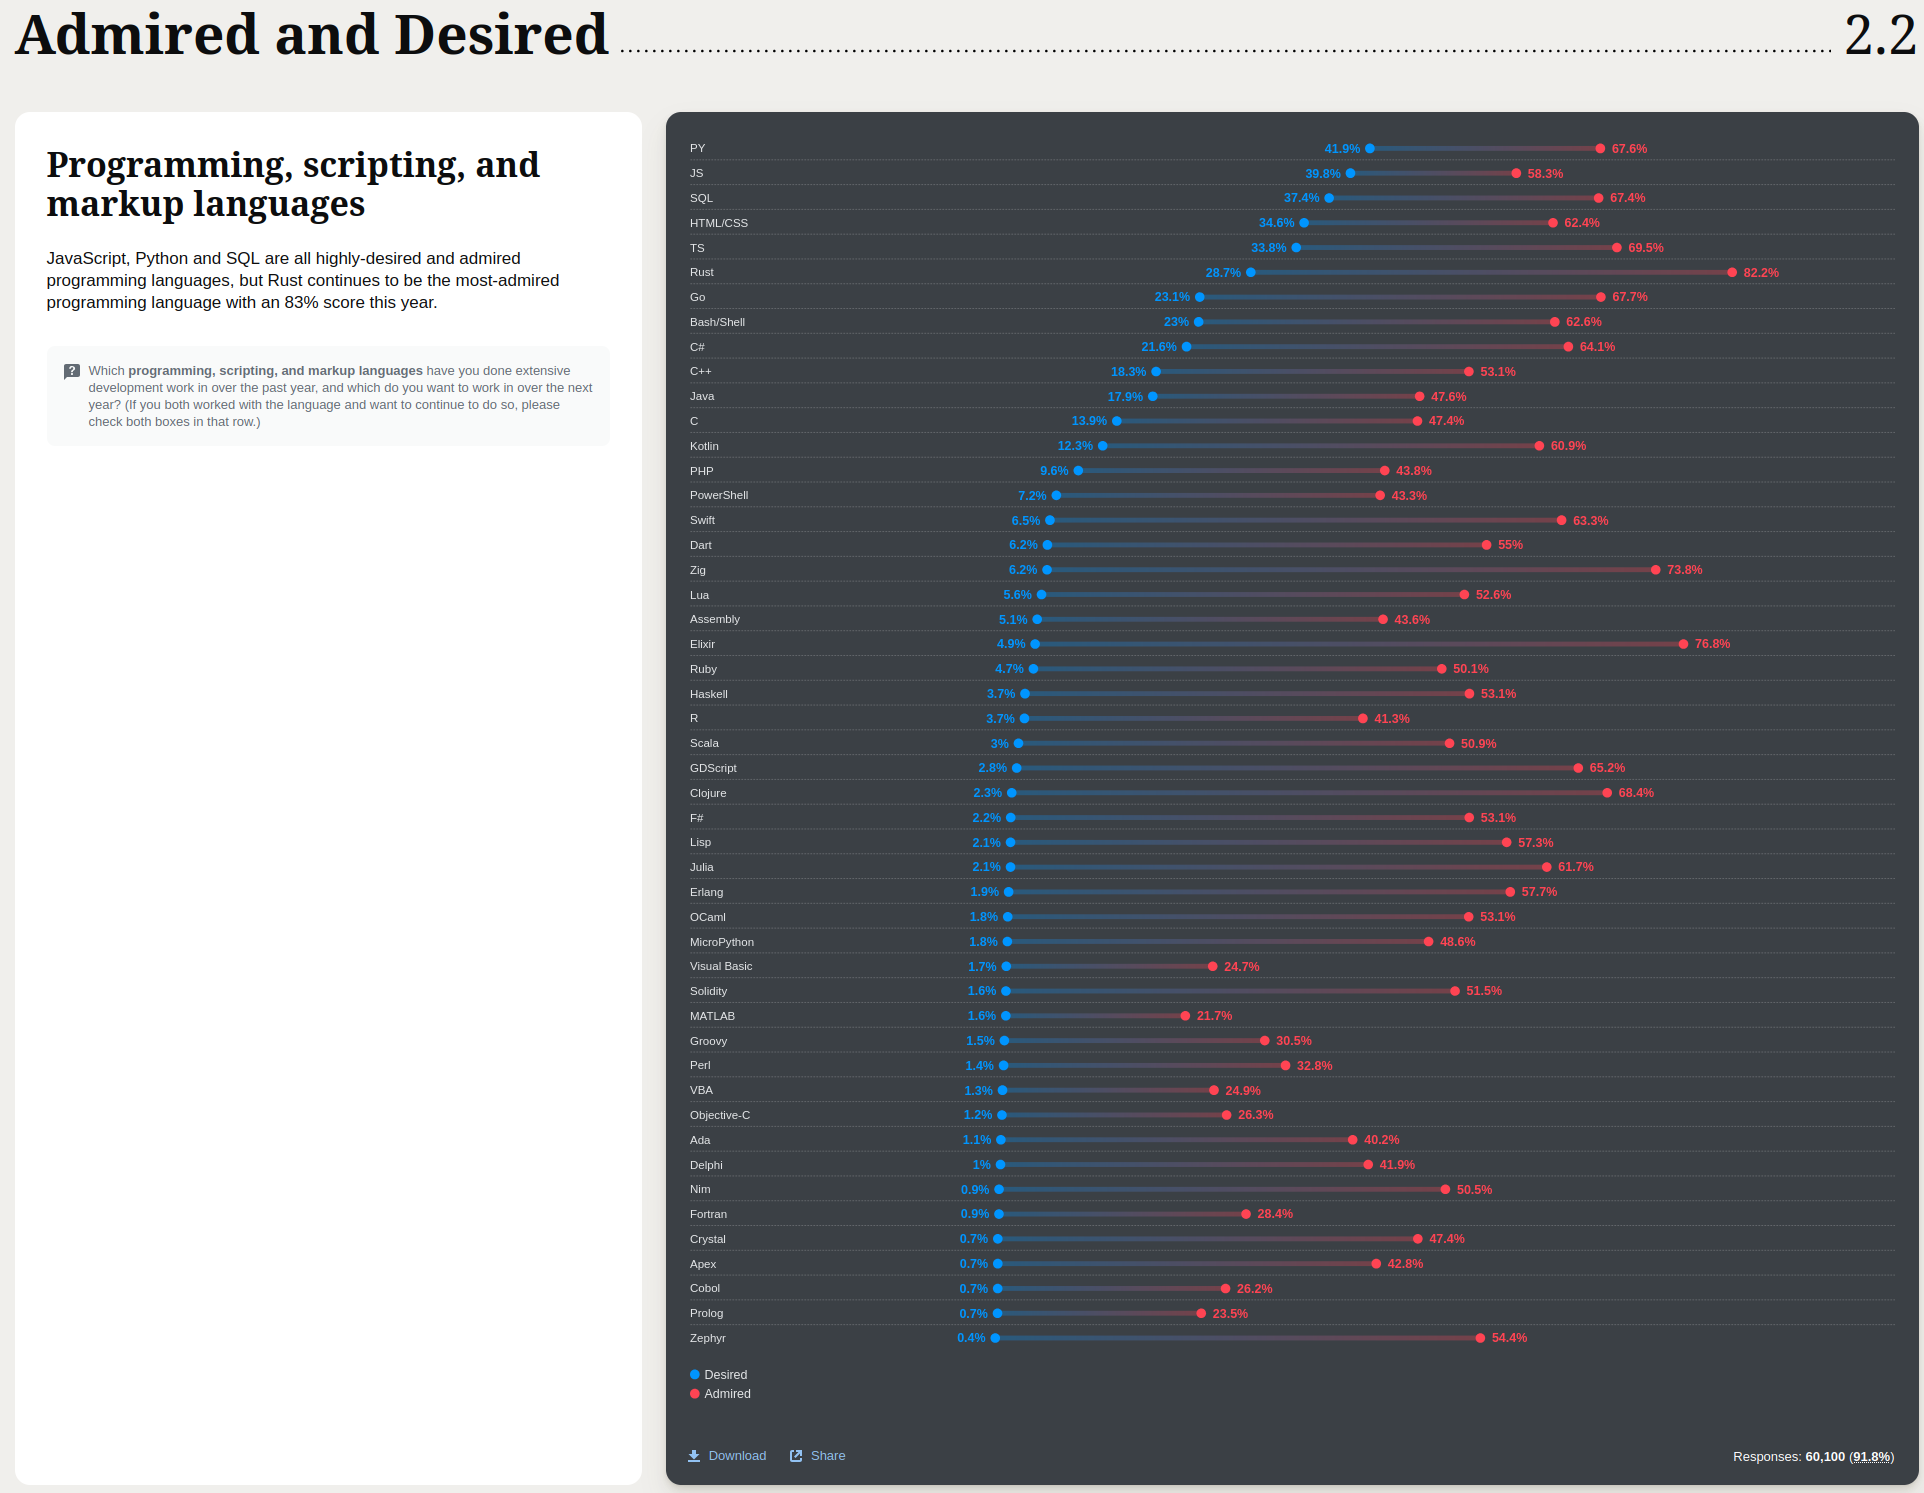 Admired and Desired 2.2
Programming, scripting, and
markup languages
JavaScript, Python and SQL are all highly-desired and admired
programming languages, but Rust continues to be the most-admired
programming language with an 83% score this year.
Which programming, scripting, and markup languages have you done extensive
development work in over the past year, and which do you want to work in over the next
year? (If you both worked with the language and want to continue to do so, please
check both boxes in that row.)
PY 41.9% 67.6%
JS 39.8% 58.3%
SQL 37.4% 67.4%
HTML/CSS 34.6% 62.4%
TS 33.8% 69.5%
Rust 28.7% 82.2%
Go 23.1% 67.7%
Bash/Shell 23% 62.6%
C# 21.6% 64.1%
C++ 18.3% 53.1%
Java 17.9% 47.6%
C 13.9% 47.4%
Kotlin 12.3% 60.9%
PHP 9.6% 43.8%
PowerShell 7.2% 43.3%
Swift 6.5% 63.3%
Dart 6.2% 55%
Zig 6.2% 73.8%
Lua 5.6% 52.6%
Assembly 5.1% 43.6%
Elixir 4.9% 76.8%
Ruby 4.7% 50.1%
Haskell 3.7% 53.1%
R 3.7% 41.3%
Scala 3% 50.9%
GDScript 2.8% 65.2%
Clojure 2.3% 68.4%
F# 2.2% 53.1%
Lisp 2.1% 57.3%
Julia 2.1% 61.7%
Erlang 1.9% 57.7%
OCaml 1.8% 53.1%
MicroPython 1.8% 48.6%
Visual Basic 1.7% 24.7%
Solidity 1.6% 51.5%
MATLAB 1.6% 21.7%
Groovy 1.5% 30.5%
Perl 1.4% 32.8%
VBA 1.3% 24.9%
Objective-C 1.2% 26.3%
Ada 1.1% 40.2%
Delphi 1% 41.9%
Nim 0.9% 50.5%
Fortran 0.9% 28.4%
Crystal 0.7% 47.4%
Apex 0.7% 42.8%
Cobol 0.7% 26.2%
Prolog 0.7% 23.5%
Zephyr 0.4% 54.4%
Desired
Admired
Download Share Responses: 60,100 (91.8%)